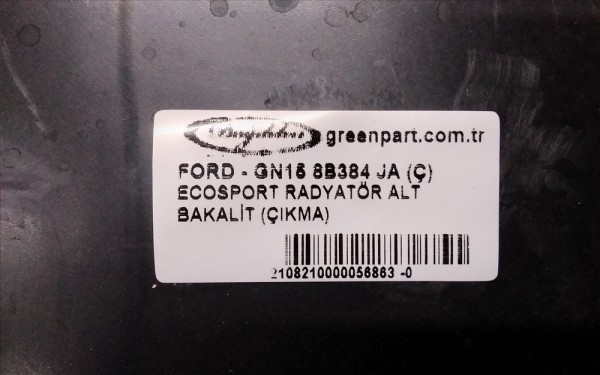 greenpart.com.tr
FORD - GN15 8B384 JA (Ç)
ECOSPORT RADYATÖR ALT
BAKALİT (ÇIKMA)
2108210000056863 -0